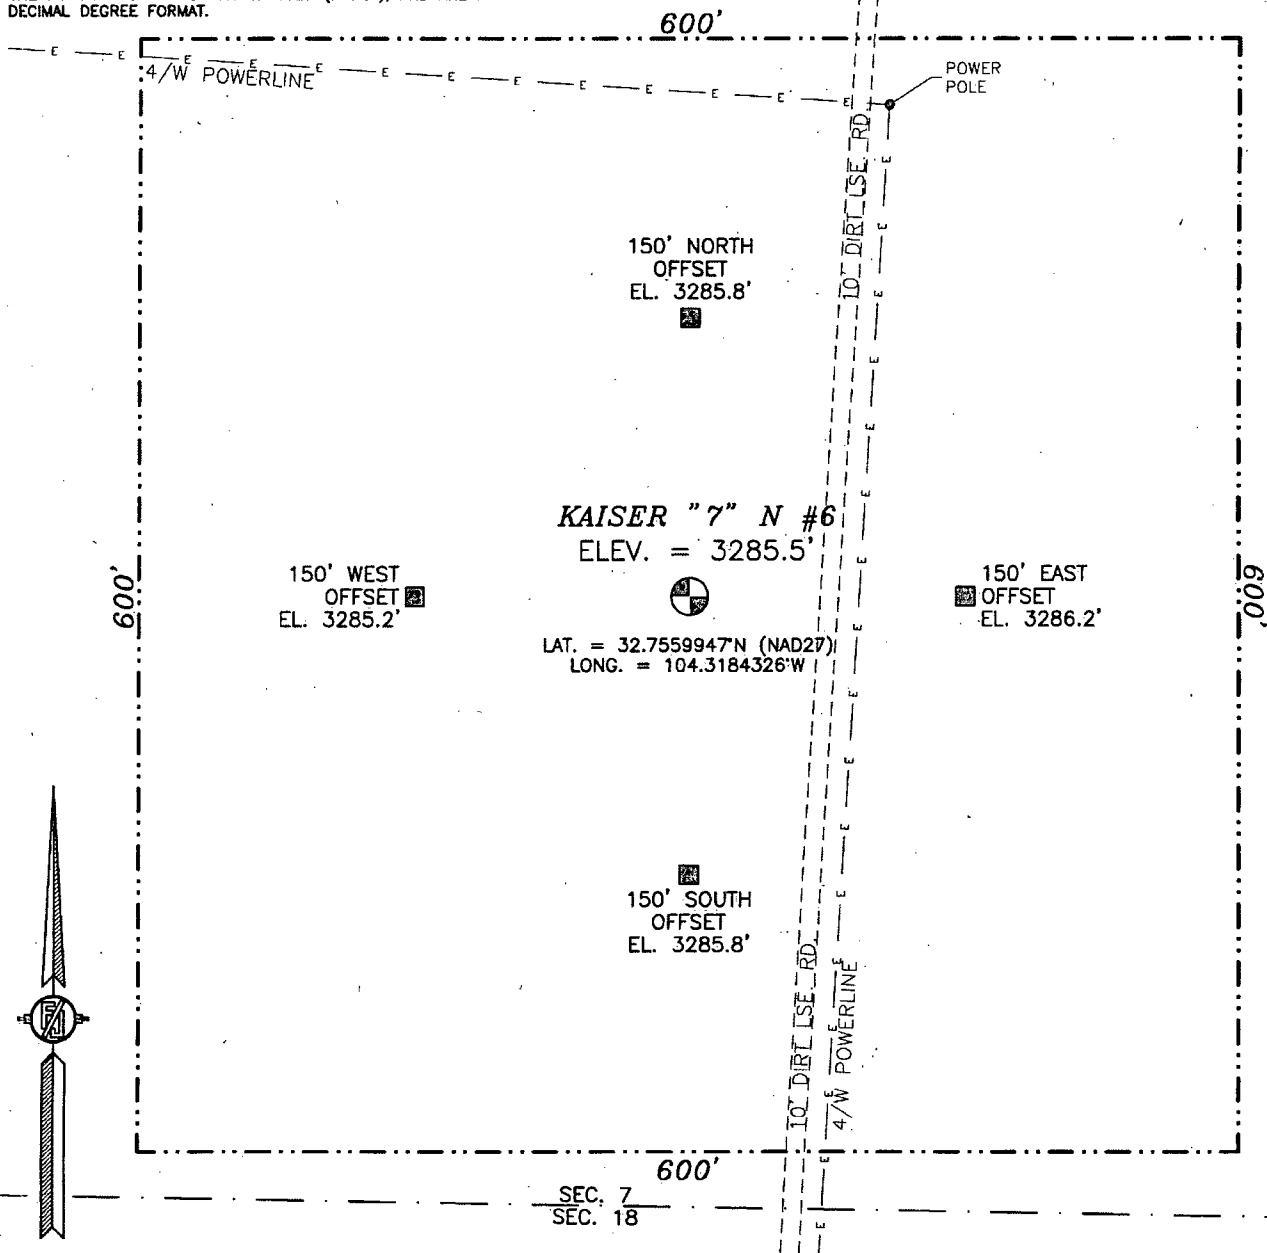 DECIMAL DEGREE FORMAT.
600'
4/W POWERLINE
POWER
POLE
10' DIRT LSE. RD.
150' NORTH
OFFSET
EL. 3285.8'
KAISER "7" N #6
ELEV. = 3285.5'
150' WEST
OFFSET
EL. 3285.2'
150' EAST
OFFSET
EL. 3286.2'
600'
600'
LAT. = 32.7559947°N (NAD27)
LONG. = 104.3184326°W
150' SOUTH
OFFSET
EL. 3285.8'
10' DIRT LSE. RD.
4/W POWERLINE
600'
SEC. 7
SEC. 18